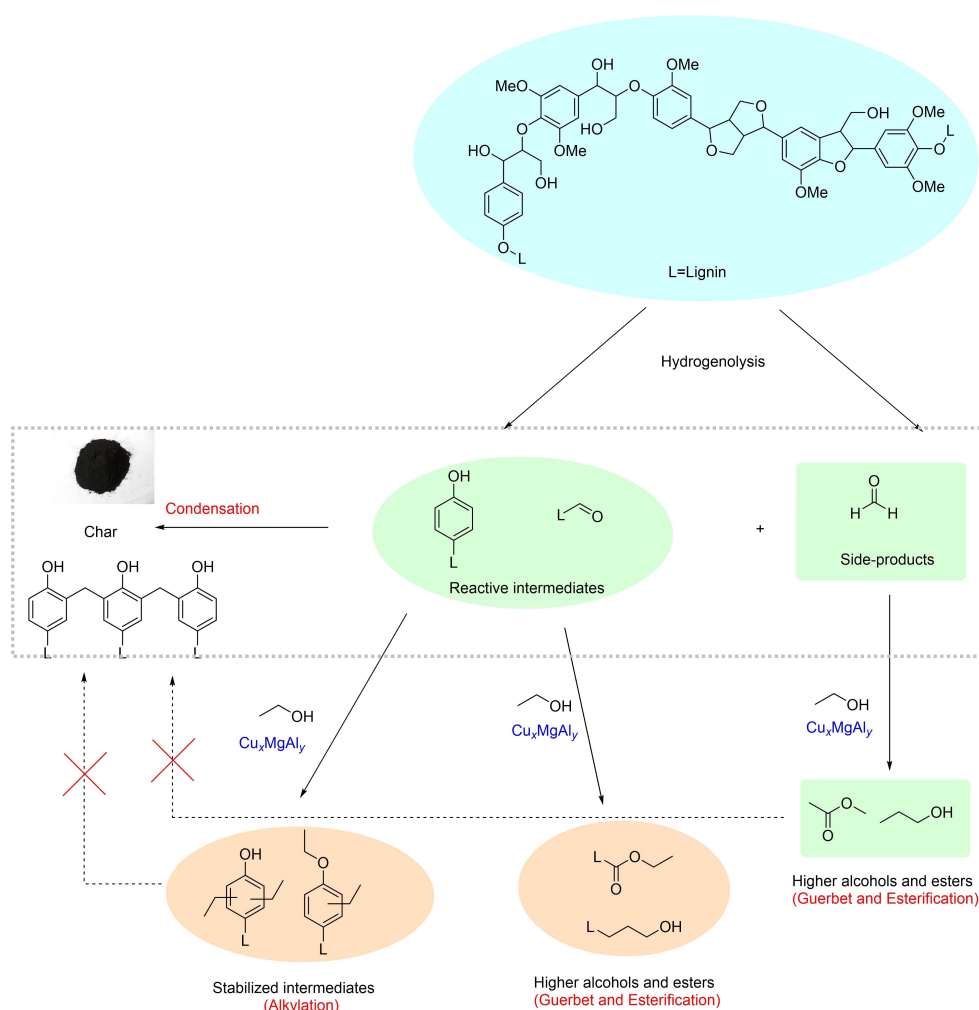 OH
OMe
MeO
O
O
HO
OMe
HO
OH
O
L
O
O
OMe
O
OH
OMe
L
O
OMe
L=Lignin
Hydrogenolysis
Condensation
Char
OH
OH
OH
L
L
L
OH
L
L
O
Reactive intermediates
+
O
H
H
Side-products
OH
CuxMgAly
OH
CuxMgAly
OH
CuxMgAly
OH
L
O
L
Stabilized intermediates
(Alkylation)
L
O
O
L
OH
Higher alcohols and esters
(Guerbet and Esterification)
O
O
OH
Higher alcohols and esters
(Guerbet and Esterification)